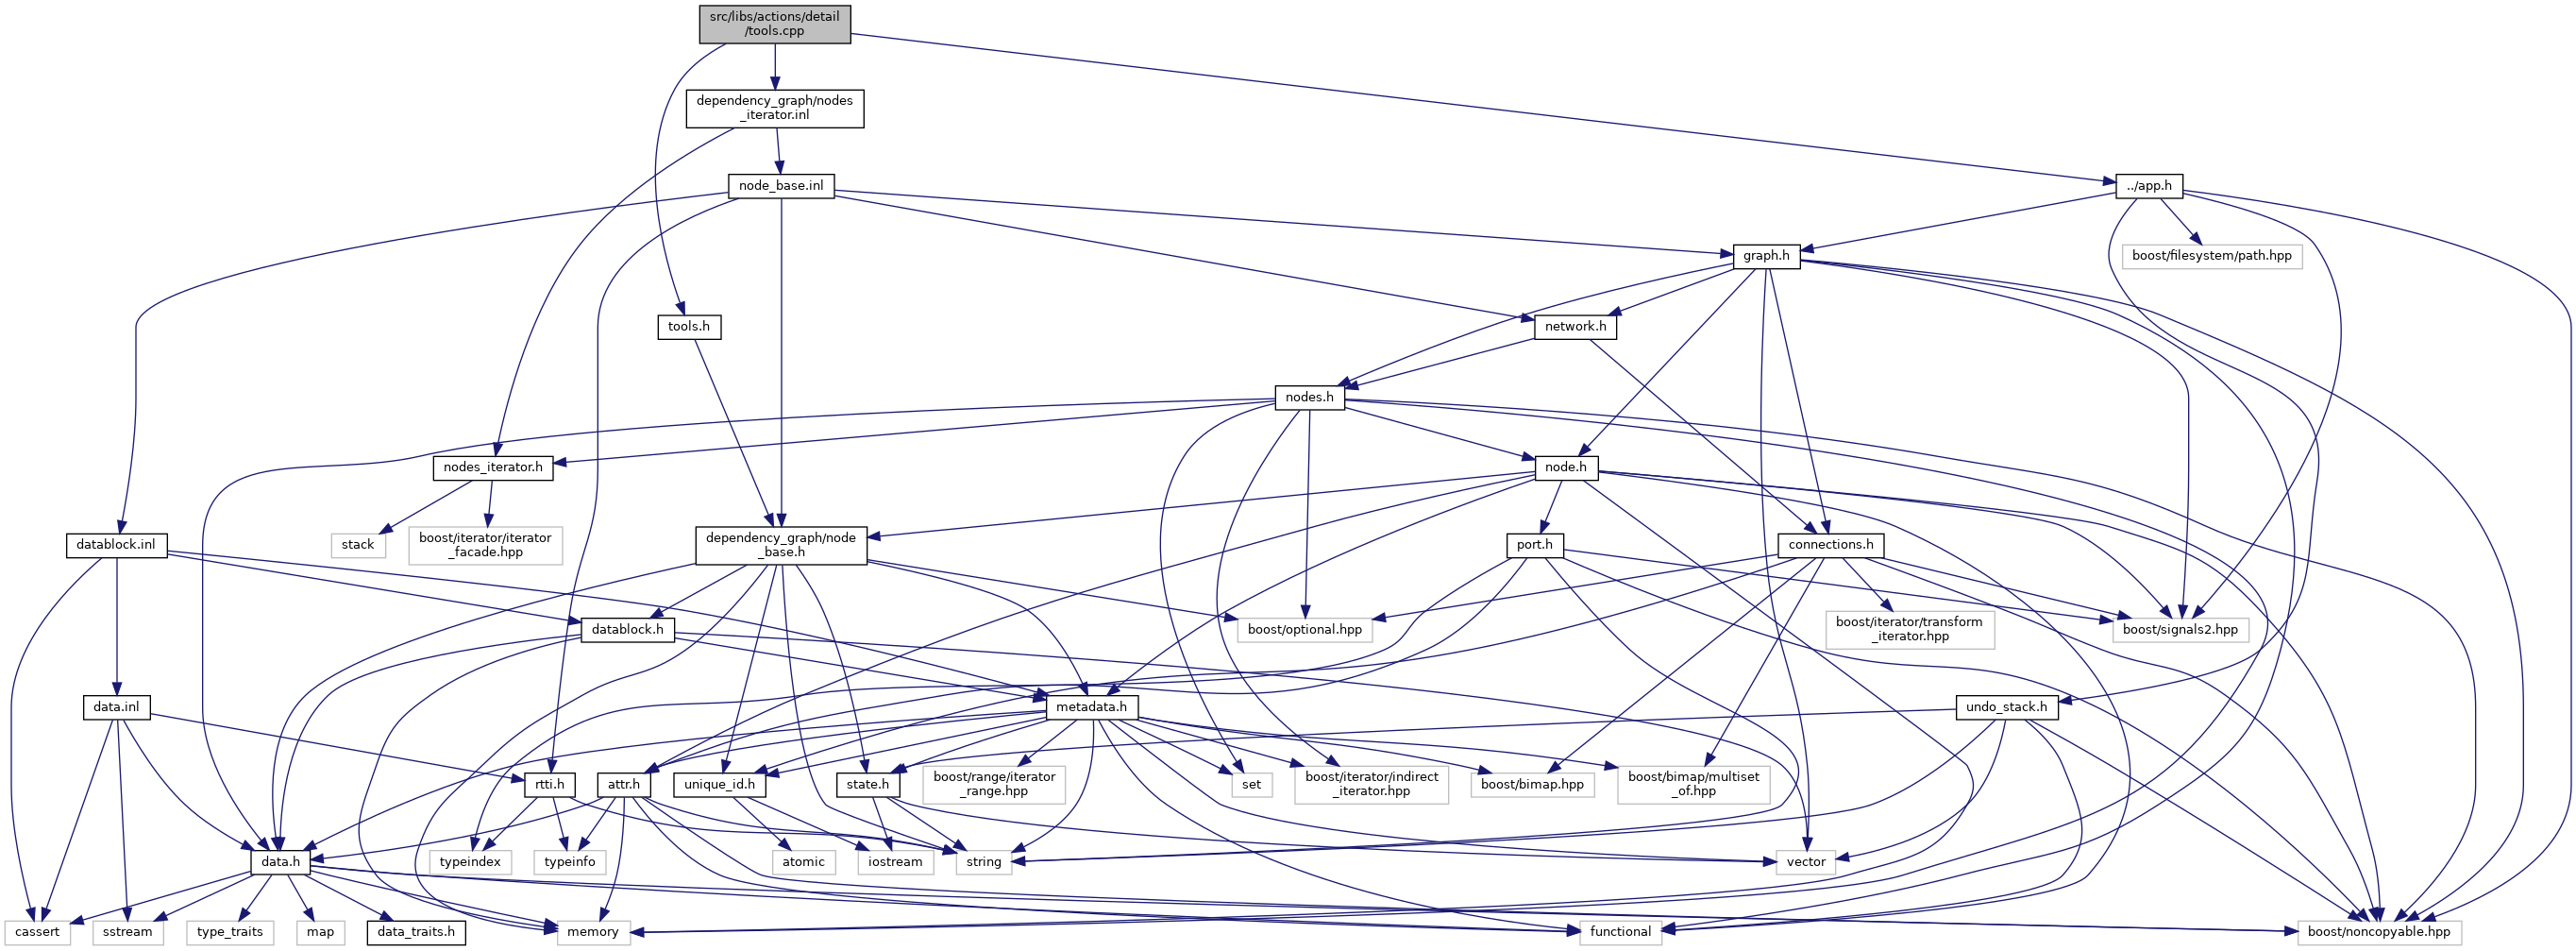 src/libs/actions/detail
/tools.cpp
dependency_graph/nodes
_iterator.inl
node_base.inl
../app.h
graph.h
boost/filesystem/path.hpp
tools.h
network.h
nodes.h
nodes_iterator.h
node.h
datablock.inl
stack
boost/iterator/iterator
_facade.hpp
dependency_graph/node
_base.h
port.h
connections.h
datablock.h
boost/optional.hpp
boost/iterator/transform
_iterator.hpp
boost/signals2.hpp
data.inl
metadata.h
undo_stack.h
rtti.h
attr.h
unique_id.h
state.h
boost/range/iterator
_range.hpp
set
boost/iterator/indirect
_iterator.hpp
boost/bimap.hpp
boost/bimap/multiset
_of.hpp
data.h
typeindex
typeinfo
atomic
iostream
string
vector
cassert
sstream
type_traits
map
data_traits.h
memory
functional
boost/noncopyable.hpp